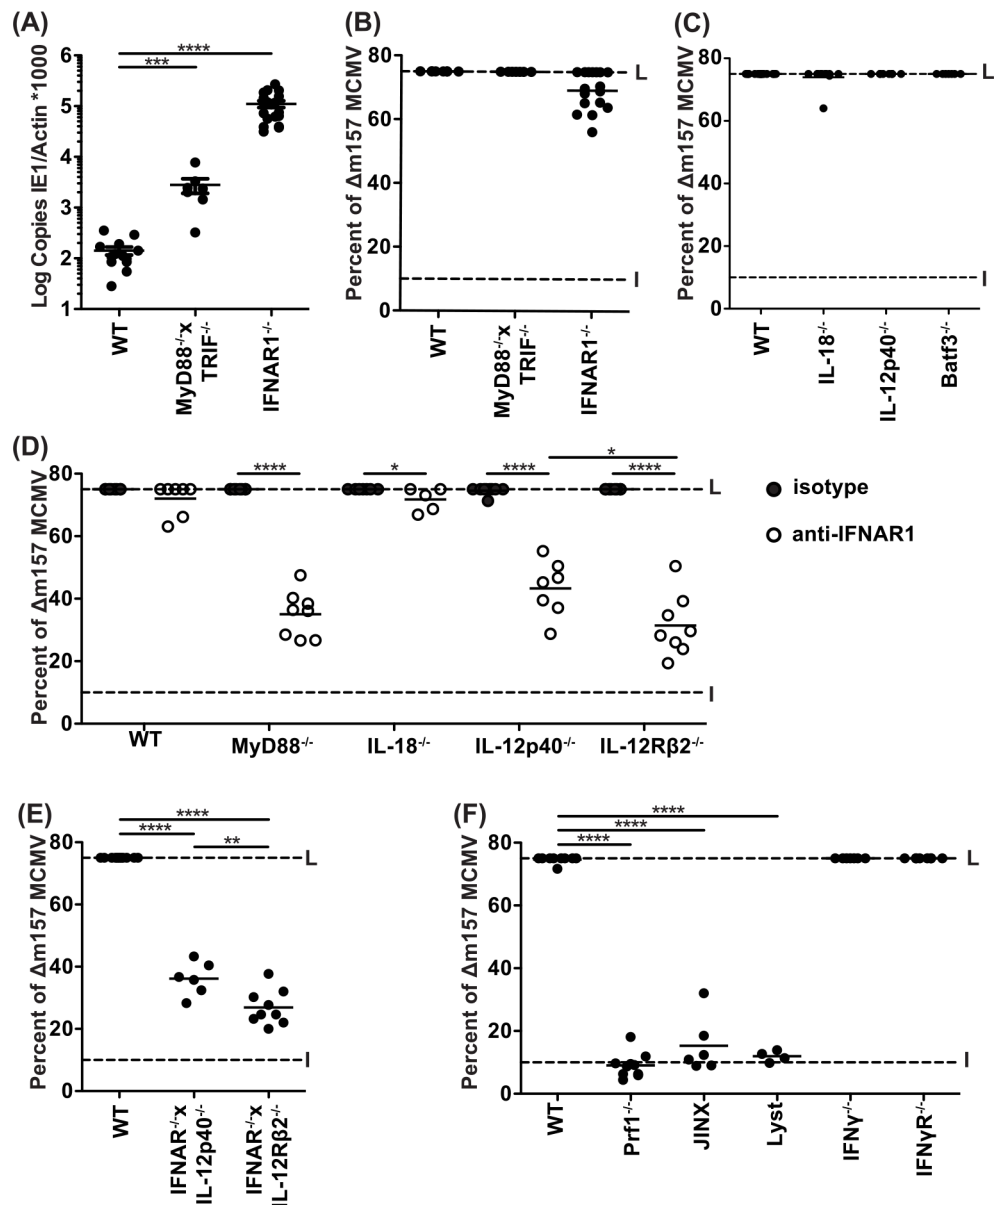 (A)
Log Copies IE1/Actin *1000
6
5
4
3
2
1
****
***
WT
MyD88-/-x
TRIF-/-
IFNAR1-/-
(B)
Percent of Δm157 MCMV
80
60
40
20
0
L
I
WT
MyD88-/-x
TRIF-/-
IFNAR1-/-
(C)
Percent of Δm157 MCMV
80
60
40
20
0
L
I
WT
IL-18-/-
IL-12p40-/-
Batf3-/-
(D)
Percent of Δm157 MCMV
80
60
40
20
0
****
*
****
*
****
L
I
isotype
anti-IFNAR1
WT
MyD88-/-
IL-18-/-
IL-12p40-/-
IL-12Rβ2-/-
(E)
Percent of Δm157 MCMV
80
60
40
20
0
****
****
**
L
I
WT
IFNAR-/-x
IL-12p40-/-
IFNAR-/-x
IL-12Rβ2-/-
(F)
Percent of Δm157 MCMV
80
60
40
20
0
****
****
****
L
I
WT
Prf1-/-
JINX
Lyst
IFNγ-/-
IFNγR-/-